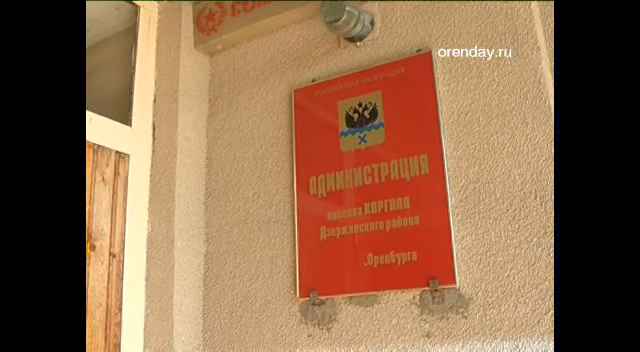 orenday.ru
РОССИЙСКАЯ ФЕДЕРАЦИЯ
АДМИНИСТРАЦИЯ
поселка КАРГАЛА
Дзержинского района
.Оренбурга